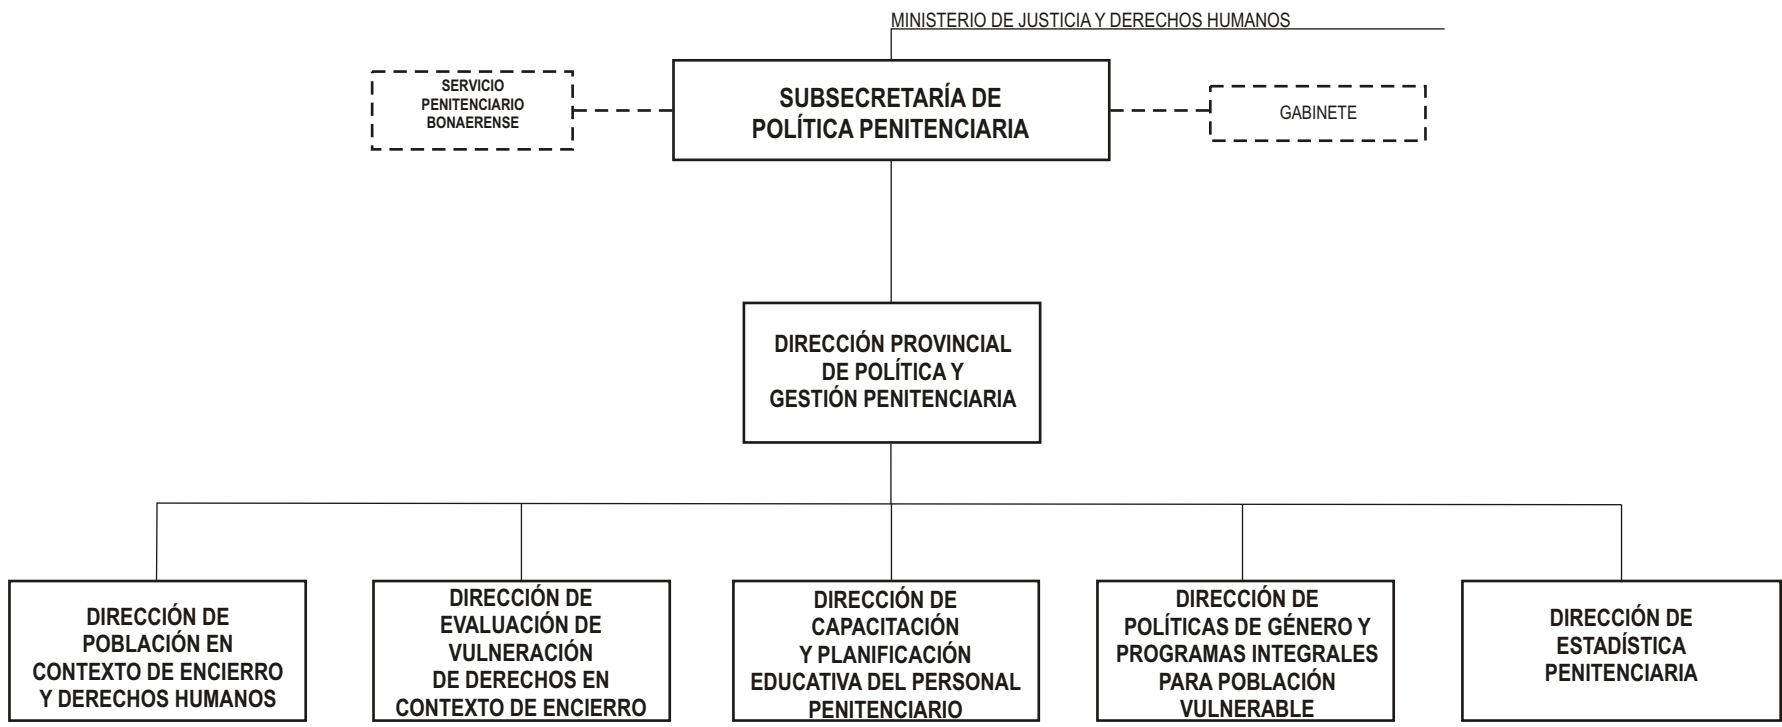 MINISTERIO DE JUSTICIA Y DERECHOS HUMANOS
SERVICIO
PENITENCIARIO
BONAERENSE
SUBSECRETARÍA DE
POLÍTICA PENITENCIARIA
GABINETE
DIRECCIÓN PROVINCIAL
DE POLÍTICA Y
GESTIÓN PENITENCIARIA
DIRECCIÓN DE
POBLACIÓN EN
CONTEXTO DE ENCIERRO
Y DERECHOS HUMANOS
DIRECCIÓN DE
EVALUACIÓN DE
VULNERACIÓN
DE DERECHOS EN
CONTEXTO DE ENCIERRO
DIRECCIÓN DE
CAPACITACIÓN
Y PLANIFICACIÓN
EDUCATIVA DEL PERSONAL
PENITENCIARIO
DIRECCIÓN DE
POLÍTICAS DE GÉNERO Y
PROGRAMAS INTEGRALES
PARA POBLACIÓN
VULNERABLE
DIRECCIÓN DE
ESTADÍSTICA
PENITENCIARIA